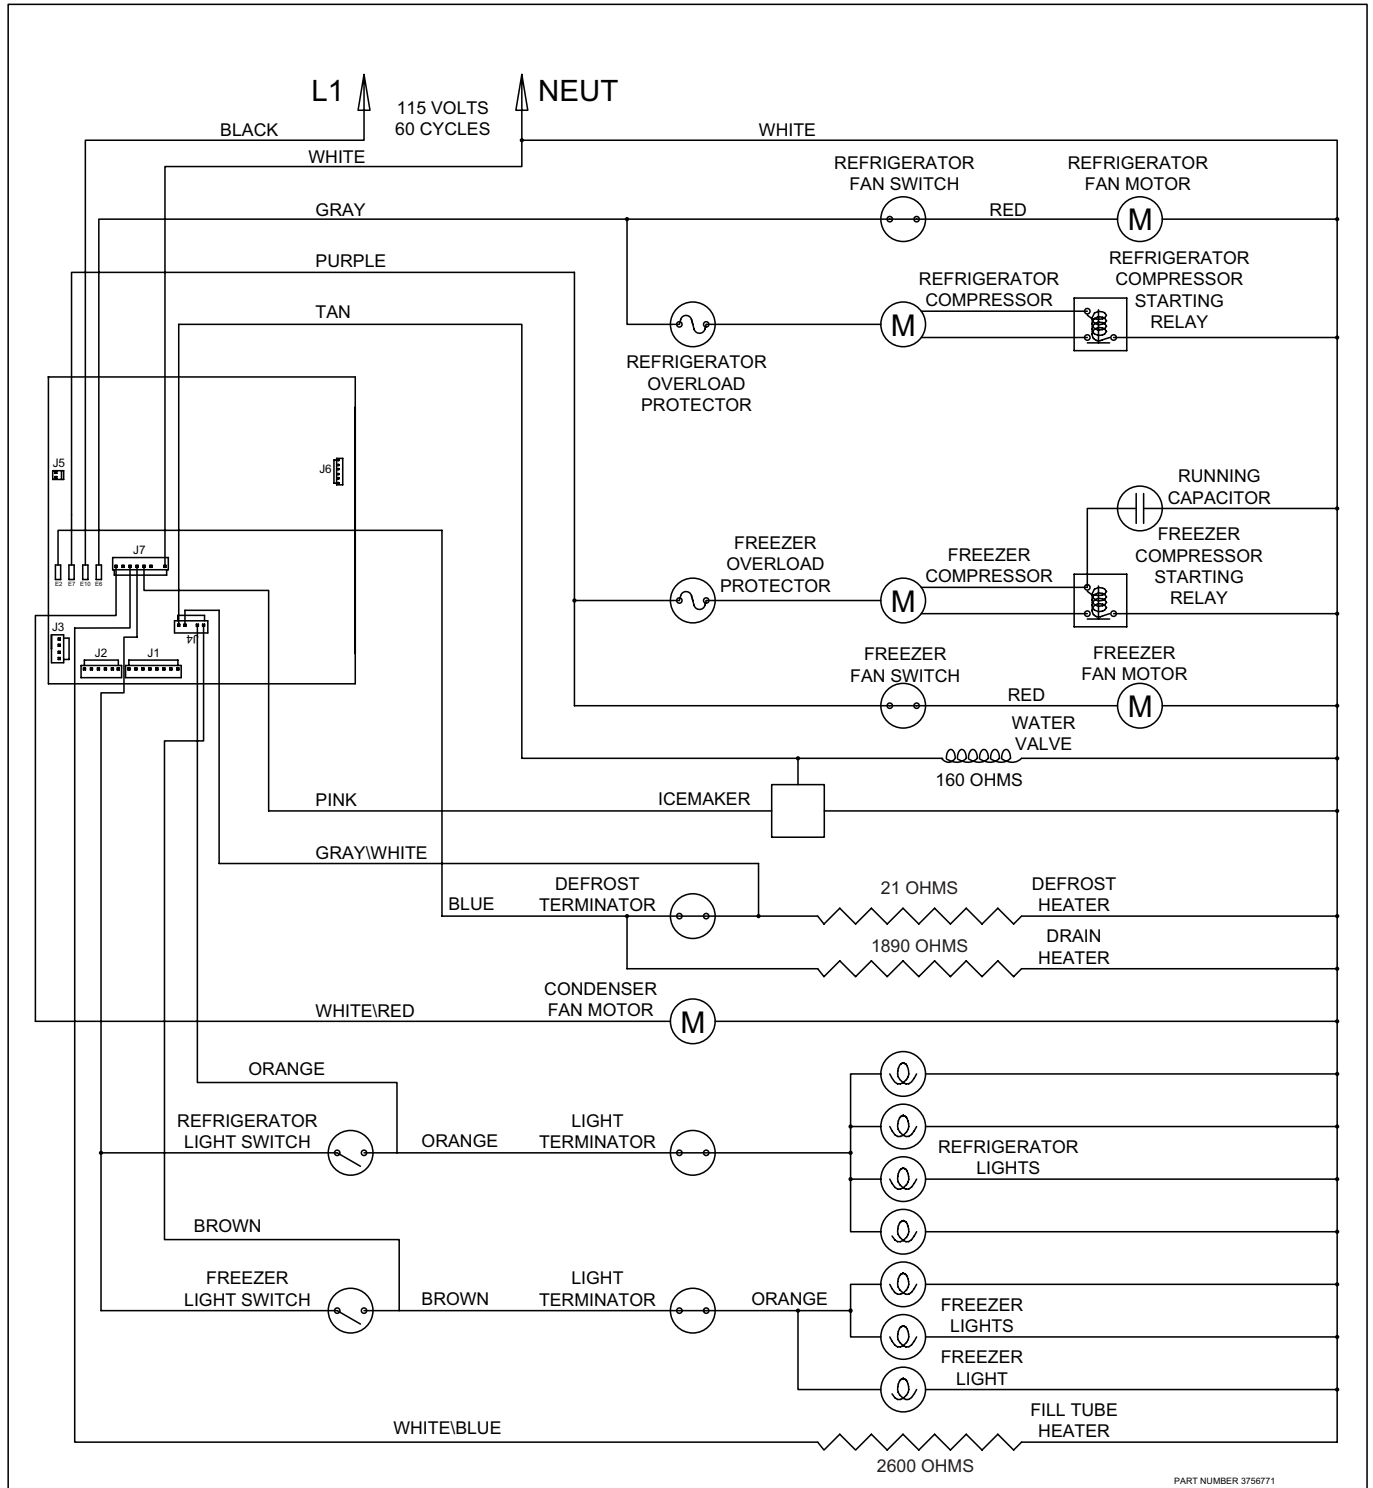 L1
NEUT
115 VOLTS
60 CYCLES
BLACK
WHITE
WHITE
REFRIGERATOR
FAN SWITCH
REFRIGERATOR
FAN MOTOR
GRAY
RED
M
PURPLE
REFRIGERATOR
COMPRESSOR
REFRIGERATOR
COMPRESSOR
STARTING
RELAY
TAN
M
REFRIGERATOR
OVERLOAD
PROTECTOR
J5
J6
RUNNING
CAPACITOR
FREEZER
OVERLOAD
PROTECTOR
FREEZER
COMPRESSOR
FREEZER
COMPRESSOR
STARTING
RELAY
J7
E2
E7
E10
E6
M
J3
J4
J2
J1
FREEZER
FAN SWITCH
RED
FREEZER
FAN MOTOR
M
WATER
VALVE
160 OHMS
PINK
ICEMAKER
GRAY\WHITE
BLUE
DEFROST
TERMINATOR
21 OHMS
DEFROST
HEATER
1890 OHMS
DRAIN
HEATER
WHITE\RED
CONDENSER
FAN MOTOR
M
ORANGE
REFRIGERATOR
LIGHT SWITCH
ORANGE
LIGHT
TERMINATOR
REFRIGERATOR
LIGHTS
BROWN
FREEZER
LIGHT SWITCH
BROWN
LIGHT
TERMINATOR
ORANGE
FREEZER
LIGHTS
FREEZER
LIGHT
WHITE\BLUE
FILL TUBE
HEATER
2600 OHMS
PART NUMBER 3756771